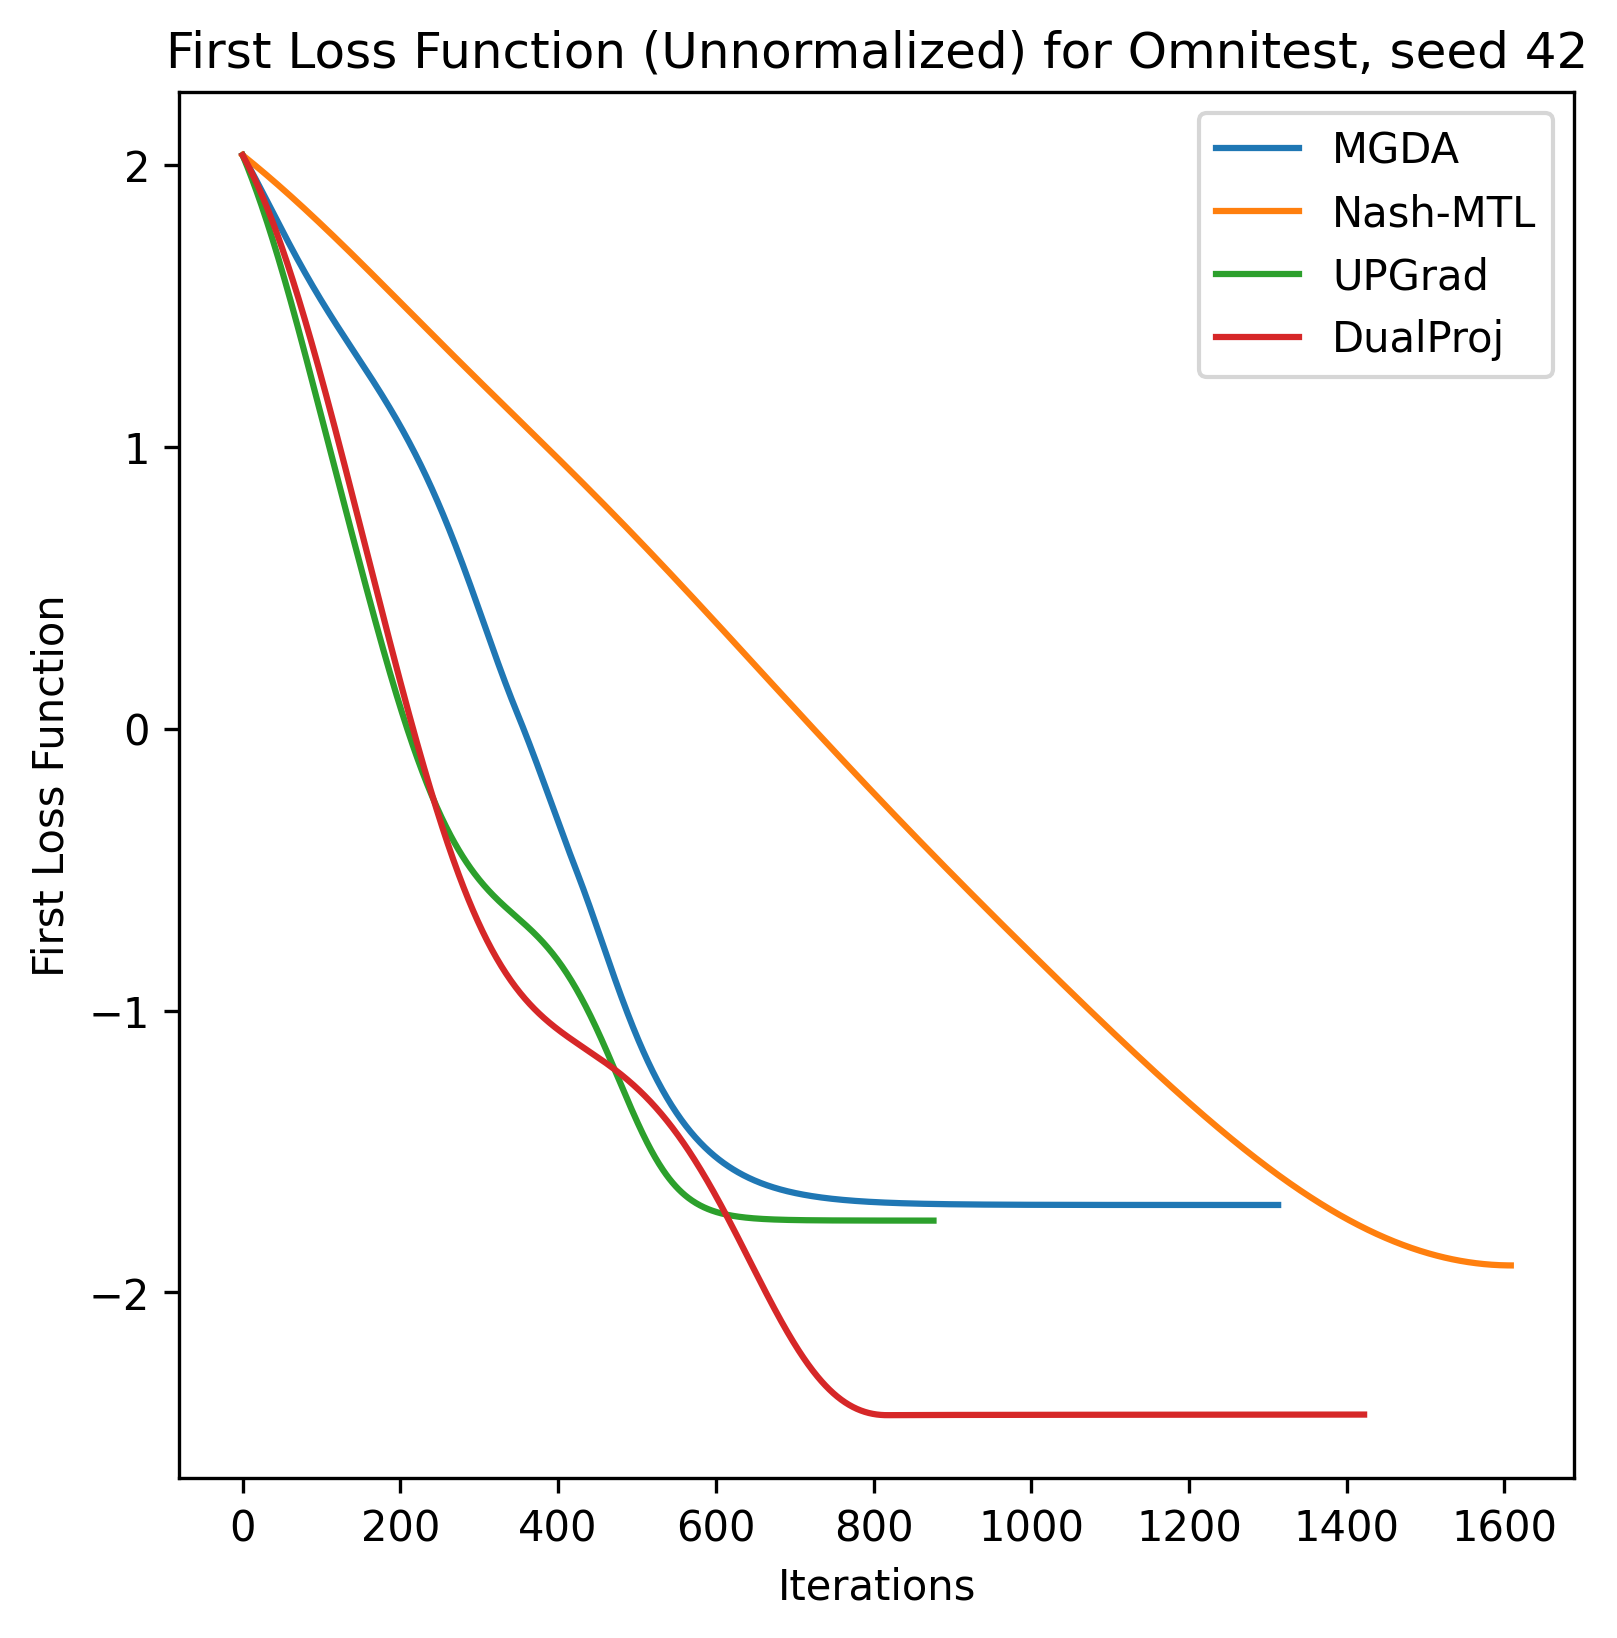 First Loss Function (Unnormalized) for Omnitest, seed 42
MGDA
Nash-MTL
UPGrad
DualProj
First Loss Function
2
1
0
−1
−2
0 200 400 600 800 1000 1200 1400 1600
Iterations